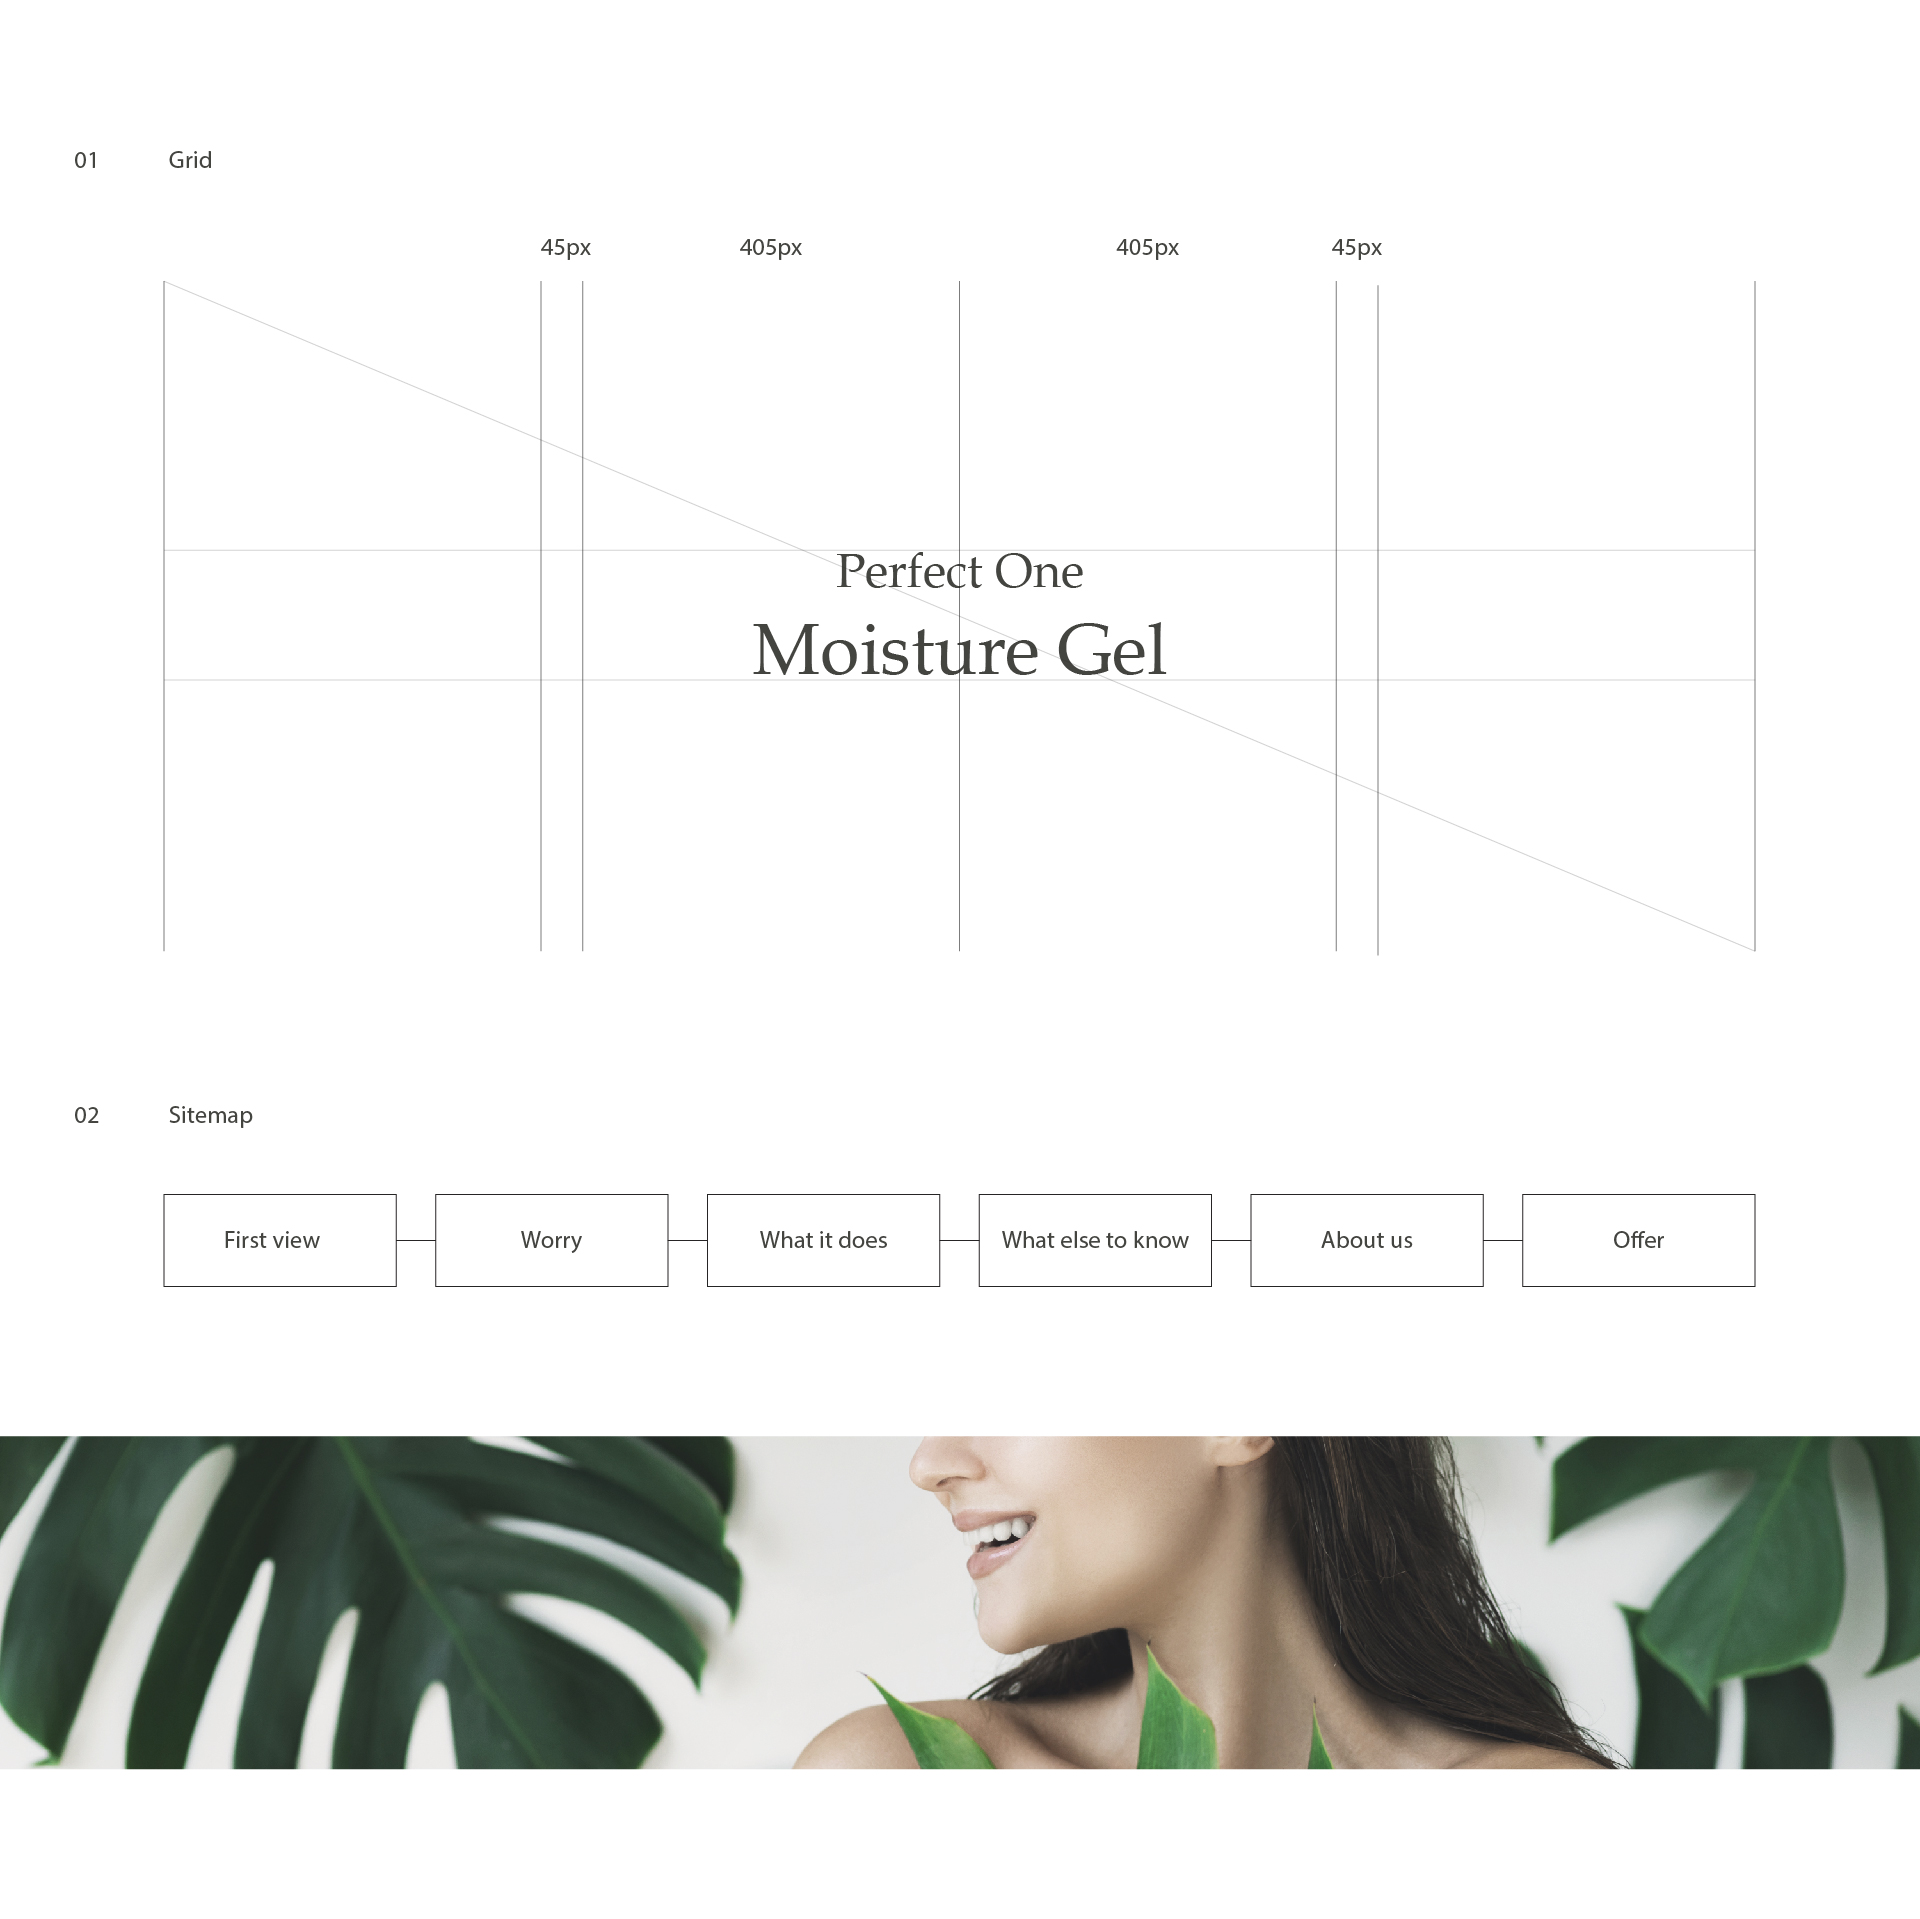 01 Grid
45px 405px 405px 45px
Perfect One
Moisture Gel
02 Sitemap
First view Worry What it does What else to know About us Offer